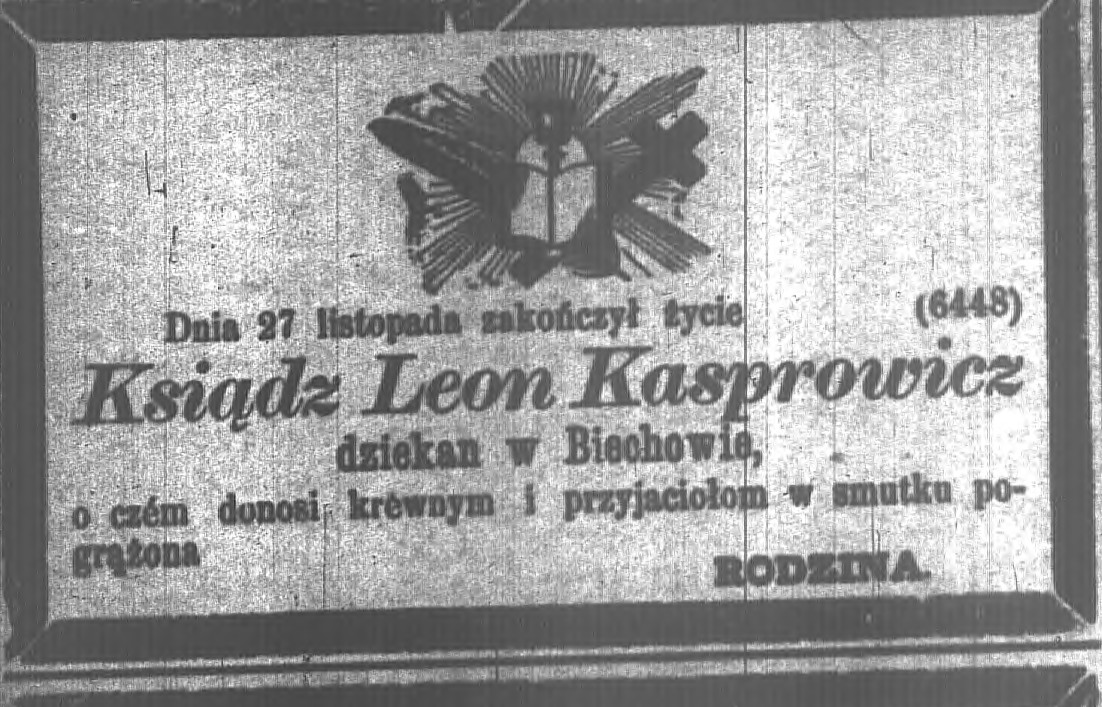 Dnia 27 listopada zakończył życie (6448)
Ksiądz Leon Kasprowicz
dziekan w Biechowie,
o czém donosi krewnym i przyjaciołom w smutku po-
grążona
RODZINA.